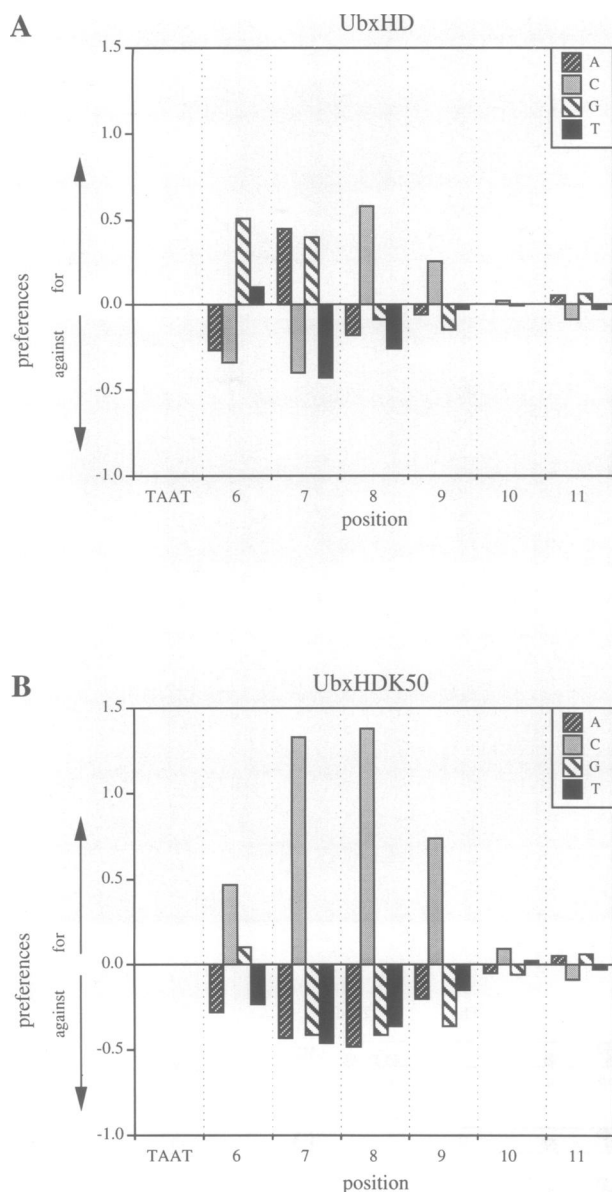 A
UbxHD
1.5
1.0
0.5
0.0
-0.5
-1.0
preferences
for
against
A
C
G
T
TAAT 6 7 8 9 10 11
position
B
UbxHDK50
1.5
1.0
0.5
0.0
-0.5
-1.0
preferences
for
against
A
C
G
T
TAAT 6 7 8 9 10 11
position